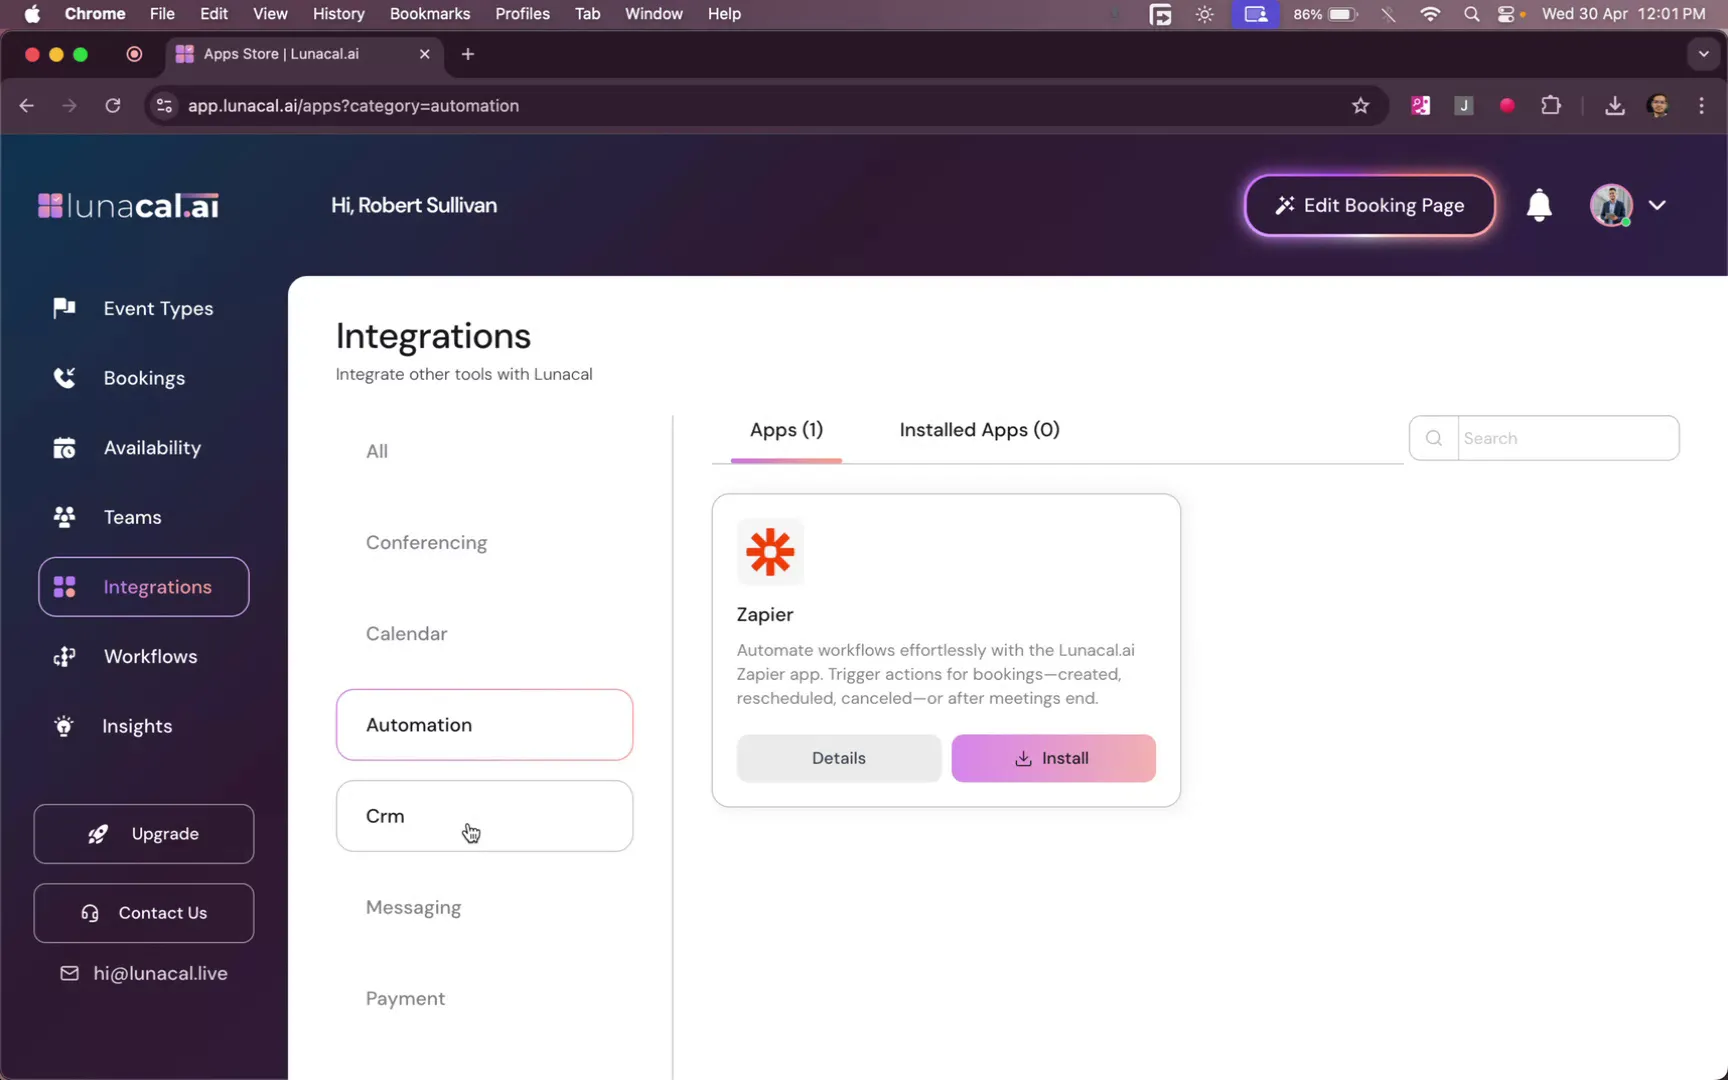 Chrome File Edit View History Bookmarks Profiles Tab Window Help 86% Wed 30 Apr 12:01 PM
Apps Store | Lunacal.ai
app.lunacal.ai/apps?category=automation
J
lunacal.ai
Hi, Robert Sullivan
Edit Booking Page
Event Types
Bookings
Availability
Teams
Integrations
Workflows
Insights
Upgrade
Contact Us
hi@lunacal.live
Integrations
Integrate other tools with Lunacal
All
Conferencing
Calendar
Automation
Crm
Messaging
Payment
Apps (1) Installed Apps (0)
Search
Zapier
Automate workflows effortlessly with the Lunacal.ai
Zapier app. Trigger actions for bookings—created,
rescheduled, canceled—or after meetings end.
Details Install